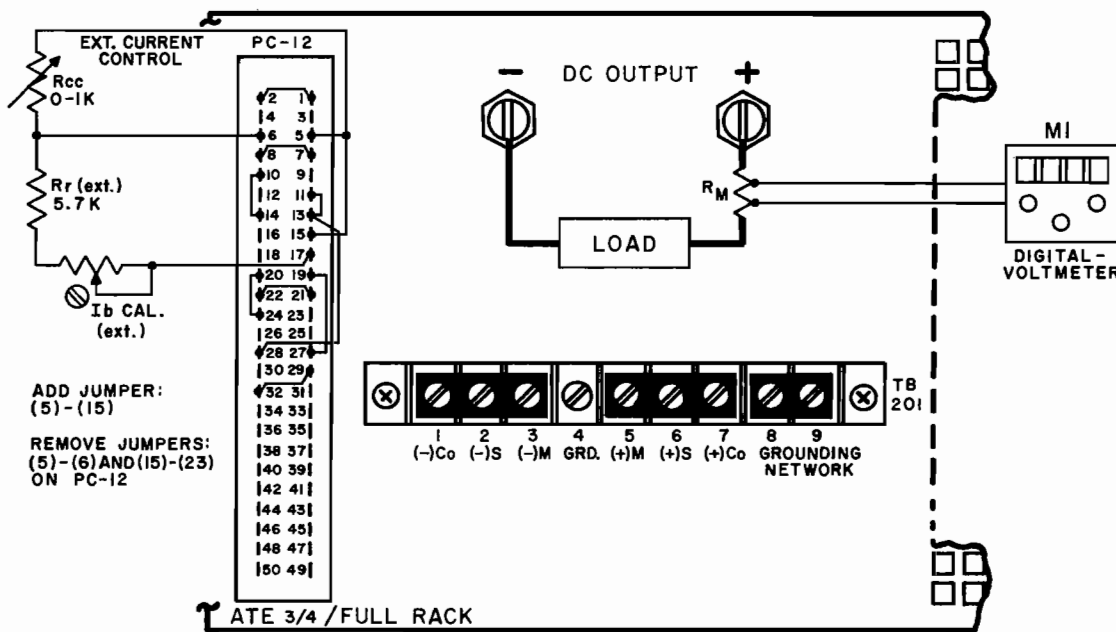 EXT. CURRENT
CONTROL
PC-12
Rcc
0-1K
Rr (ext.)
5.7K
Ib CAL.
(ext.)
ADD JUMPER:
(5)-(15)
REMOVE JUMPERS:
(5)-(6) AND (15)-(23)
ON PC-12
2 1
4 3
6 5
8 7
10 9
12 11
14 13
16 15
18 17
20 19
22 21
24 23
26 25
28 27
30 29
32 31
34 33
36 35
38 37
40 39
42 41
44 43
46 45
48 47
50 49
− DC OUTPUT +
RM
LOAD
M1
DIGITAL-
VOLTMETER
TB
201
1 2 3 4 5 6 7 8 9
(−)Co (−)S (−)M GRD. (+)M (+)S (+)Co GROUNDING
NETWORK
ATE 3/4 / FULL RACK